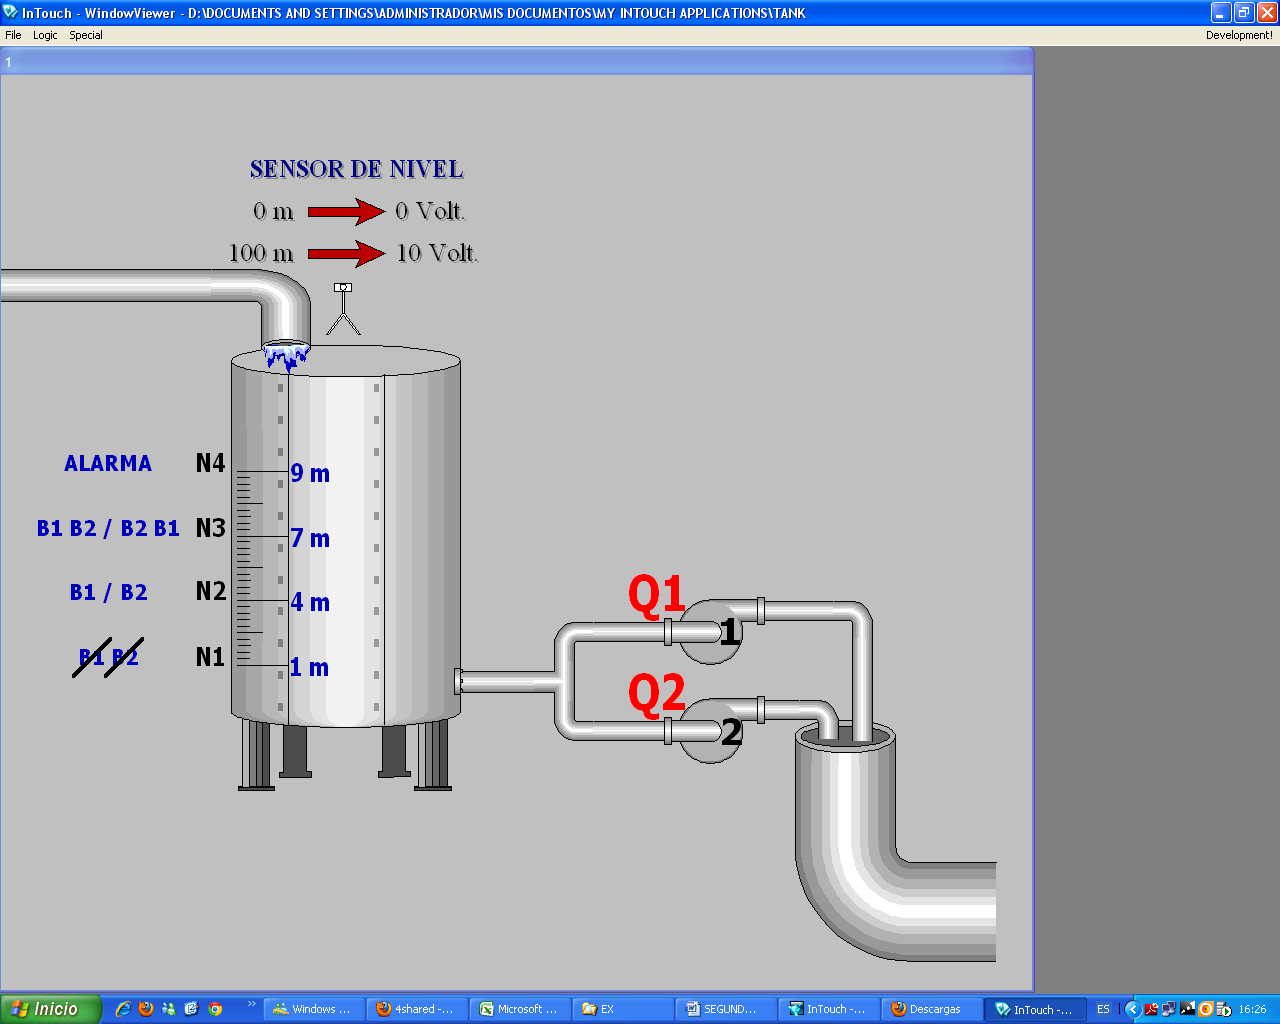 InTouch - WindowViewer - D:\DOCUMENTS AND SETTINGS\ADMINISTRADOR\MIS DOCUMENTOS\MY INTOUCH APPLICATIONS\TANK
File Logic Special Development!
1
SENSOR DE NIVEL
0 m 0 Volt.
100 m 10 Volt.
ALARMA N4 9 m
B1 B2 / B2 B1 N3 7 m
B1 / B2 N2 4 m
B1 B2 N1 1 m
Q1
1
Q2
2
Inicio » Windows ... 4shared -... Microsoft ... EX SEGUND... InTouch -... Descargas InTouch -... ES 16:26